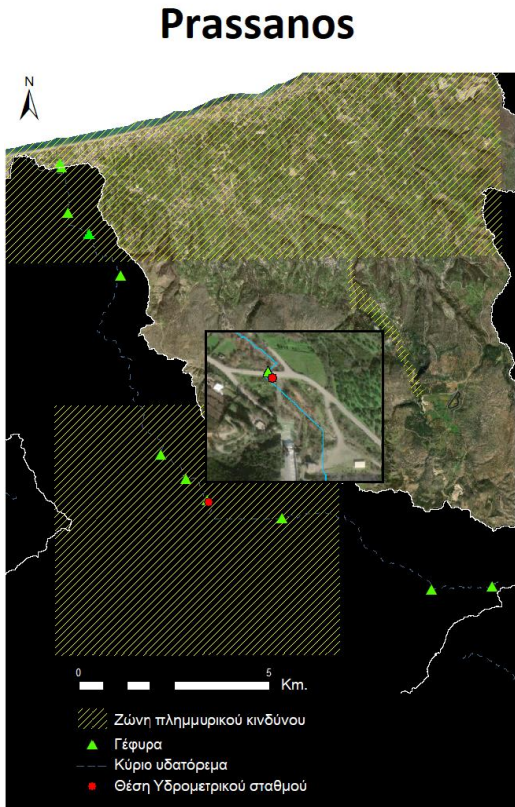 Prassanos
N
0 5
Km.
Ζώνη πλημμυρικού κινδύνου
Γέφυρα
Κύριο υδατόρεμα
Θέση Υδρομετρικού σταθμού